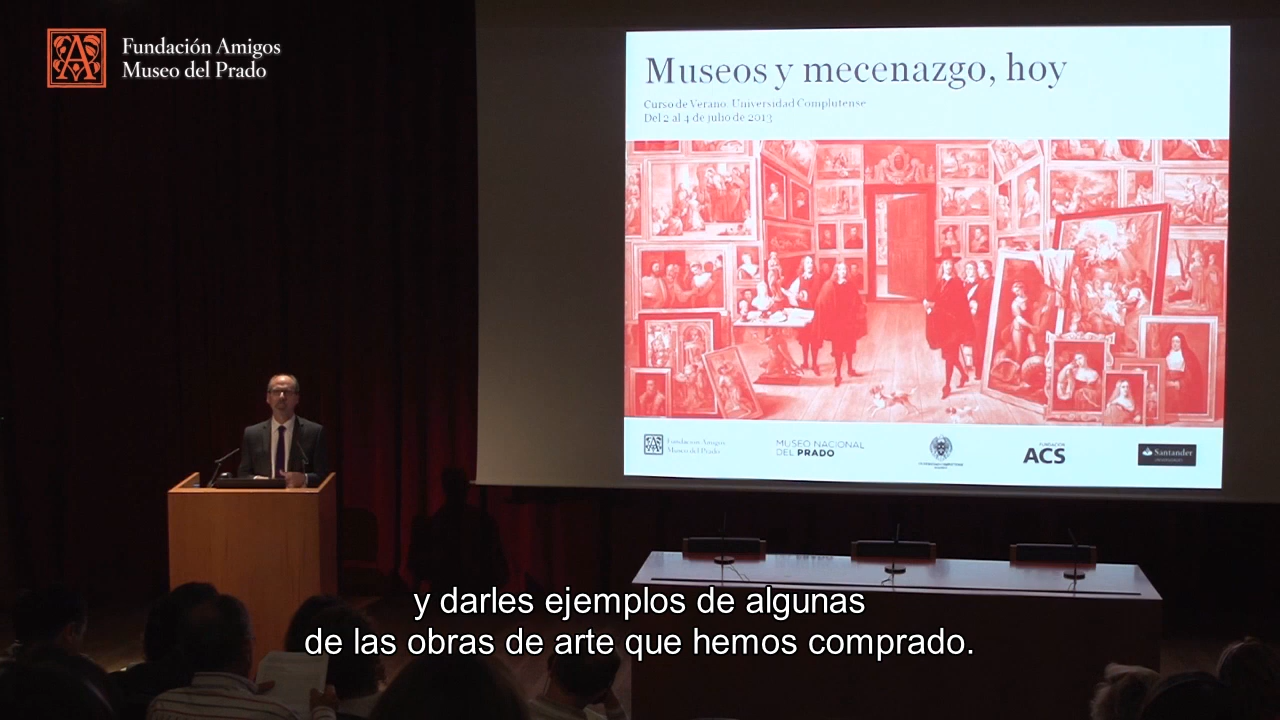 Fundación Amigos
Museo del Prado
Museos y mecenazgo, hoy
Curso de Verano. Universidad Complutense
Del 2 al 4 de julio de 2013
Fundación Amigos
Museo del Prado
MUSEO NACIONAL
DEL PRADO
FUNDACIÓN
ACS
Santander
y darles ejemplos de algunas
de las obras de arte que hemos comprado.